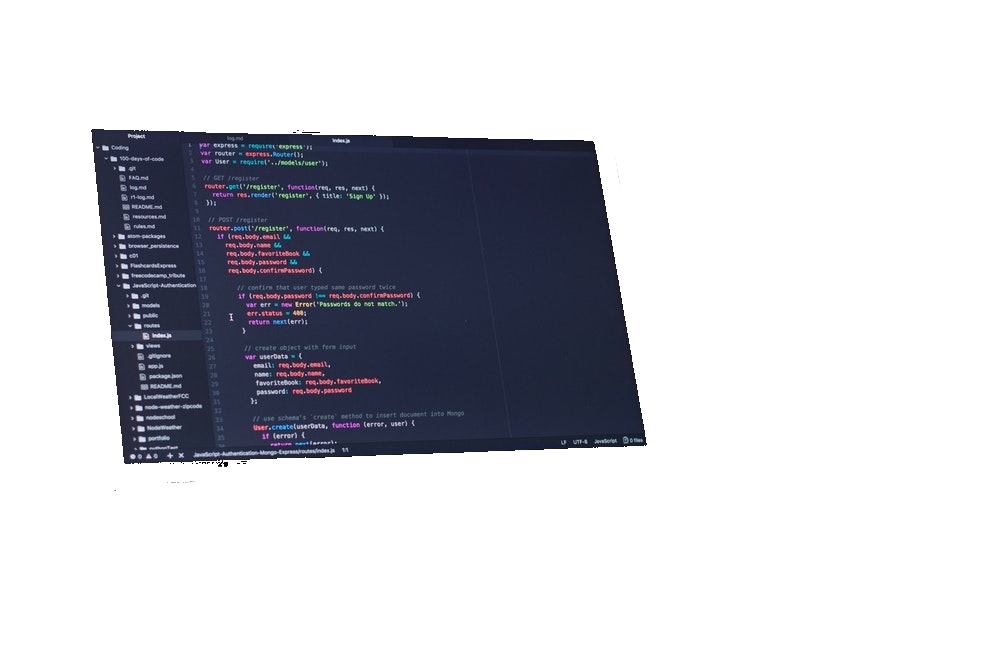 Project
log.md
index.js
Coding
100-days-of-code
.git
FAQ.md
log.md
r1-log.md
README.md
resources.md
rules.md
atom-packages
browser_persistence
c01
FlashcardsExpress
freecodecamp_tribute
JavaScript-Authentication
.git
models
public
routes
index.js
views
.gitignore
app.js
package.json
README.md
LocalWeatherFCC
node-weather-zipcode
nodeschool
NodeWeather
portfolio
pythonTest
1 var express = require('express');
2 var router = express.Router();
3 var User = require('../models/user');
4
5 // GET /register
6 router.get('/register', function(req, res, next) {
7 return res.render('register', { title: 'Sign Up' });
8 });
9
10 // POST /register
11 router.post('/register', function(req, res, next) {
12 if (req.body.email &&
13 req.body.name &&
14 req.body.favoriteBook &&
15 req.body.password &&
16 req.body.confirmPassword) {
17
18 // confirm that user typed same password twice
19 if (req.body.password !== req.body.confirmPassword) {
20 var err = new Error('Passwords do not match.');
21 err.status = 400;
22 return next(err);
23 }
24
25 // create object with form input
26 var userData = {
27 email: req.body.email,
28 name: req.body.name,
29 favoriteBook: req.body.favoriteBook,
30 password: req.body.password
31 };
32
33 // use schema's `create` method to insert document into Mongo
34 User.create(userData, function (error, user) {
35 if (error) {
return next(error);
0 0 JavaScript-Authentication-Mongo-Express/routes/index.js 1:1
LF UTF-8 JavaScript 0 files